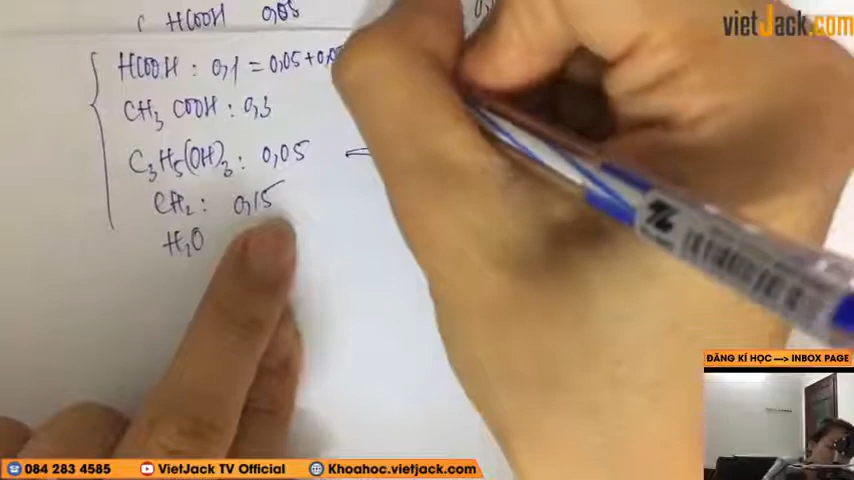 HCOOH 0,05
vietJack.com
HCOOH : 0,1 = 0,05 + 0,0
CH3 COOH : 0,3
C3H5(OH)3 : 0,05
CH2 : 0,15
H2O
ĐĂNG KÍ HỌC —> INBOX PAGE
084 283 4585
VietJack TV Official
Khoahoc.vietjack.com